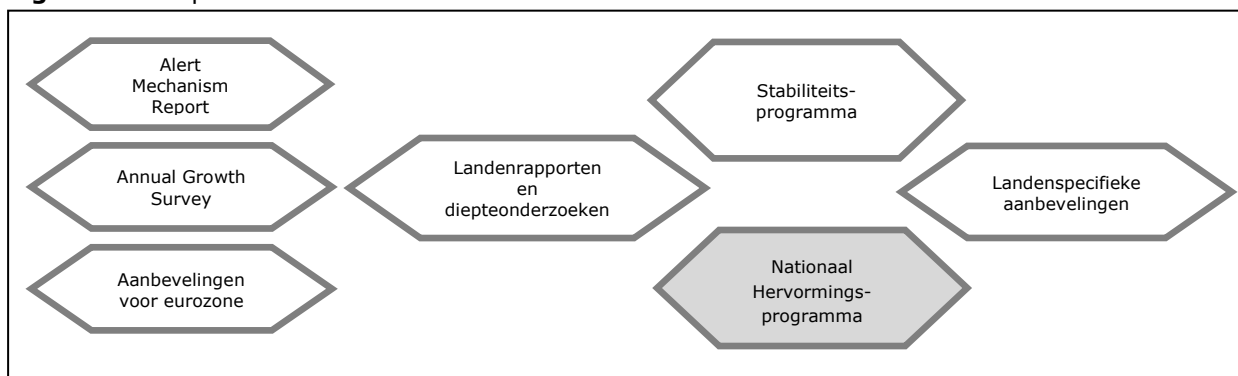 Alert
Mechanism
Report
Annual Growth
Survey
Aanbevelingen
voor eurozone
Landenrapporten
en
diepteonderzoeken
Stabiliteits-
programma
Nationaal
Hervormings-
programma
Landenspecifieke
aanbevelingen